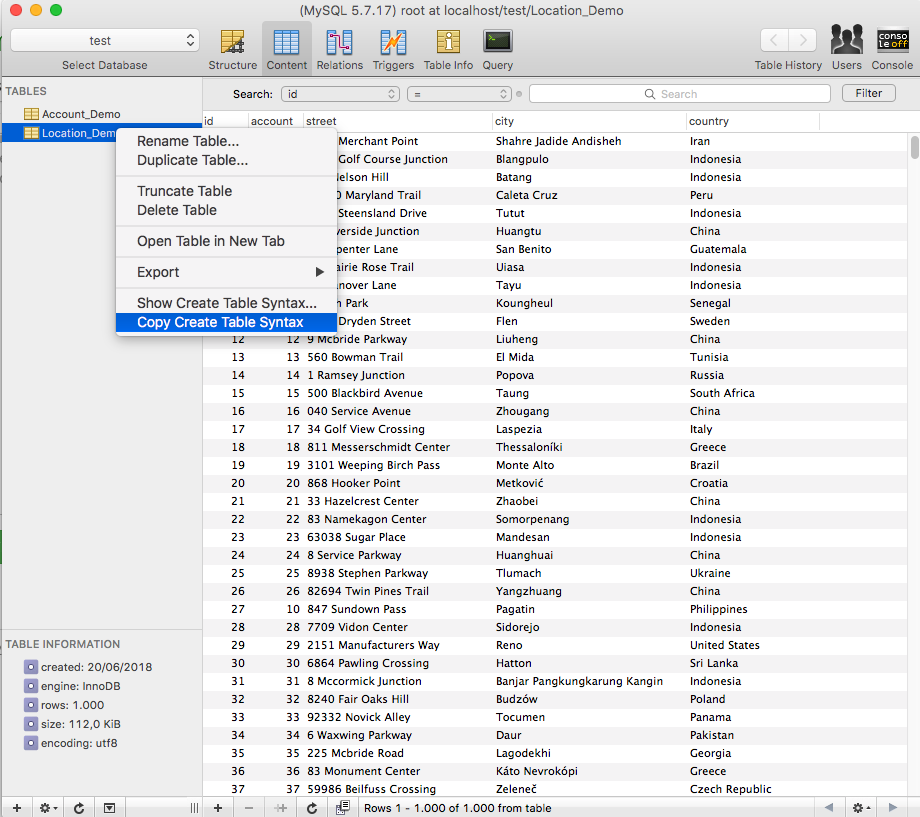 (MySQL 5.7.17) root at localhost/test/Location_Demo
test
Select Database
Structure
Content
Relations
Triggers
Table Info
Query
Table History
Users
conso
leoff
Console
TABLES
Account_Demo
Location_Dem
Rename Table...
Duplicate Table...
Truncate Table
Delete Table
Open Table in New Tab
Export
Show Create Table Syntax...
Copy Create Table Syntax
Search: id = Search Filter
id account street city country
Merchant Point Shahre Jadide Andisheh Iran
Golf Course Junction Blangpulo Indonesia
Hill Batang Indonesia
Maryland Trail Caleta Cruz Peru
Steensland Drive Tutut Indonesia
Junction Huangtu China
Lane San Benito Guatemala
Rose Trail Uiasa Indonesia
Lane Tayu Indonesia
Park Koungheul Senegal
Dryden Street Flen Sweden
12 12 9 Mcbride Parkway Liuheng China
13 13 560 Bowman Trail El Mida Tunisia
14 14 1 Ramsey Junction Popova Russia
15 15 500 Blackbird Avenue Taung South Africa
16 16 040 Service Avenue Zhougang China
17 17 34 Golf View Crossing Laspezia Italy
18 18 811 Messerschmidt Center Thessaloníki Greece
19 19 3101 Weeping Birch Pass Monte Alto Brazil
20 20 868 Hooker Point Metković Croatia
21 21 33 Hazelcrest Center Zhaobei China
22 22 83 Namekagon Center Somorpenang Indonesia
23 23 63038 Sugar Place Mandesan Indonesia
24 24 8 Service Parkway Huanghuai China
25 25 8938 Stephen Parkway Tlumach Ukraine
26 26 82694 Twin Pines Trail Yangzhuang China
27 10 847 Sundown Pass Pagatin Philippines
28 28 7709 Vidon Center Sidorejo Indonesia
29 29 2151 Manufacturers Way Reno United States
30 30 6864 Pawling Crossing Hatton Sri Lanka
31 31 8 Mccormick Junction Banjar Pangkungkarung Kangin Indonesia
32 32 8240 Fair Oaks Hill Budzów Poland
33 33 92332 Novick Alley Tocumen Panama
34 34 6 Waxwing Parkway Daur Pakistan
35 35 225 Mcbride Road Lagodekhi Georgia
36 36 83 Monument Center Káto Nevrokópi Greece
37 37 59986 Beilfuss Crossing Zeleneč Czech Republic
TABLE INFORMATION
created: 20/06/2018
engine: InnoDB
rows: 1.000
size: 112,0 KiB
encoding: utf8
Rows 1 - 1.000 of 1.000 from table